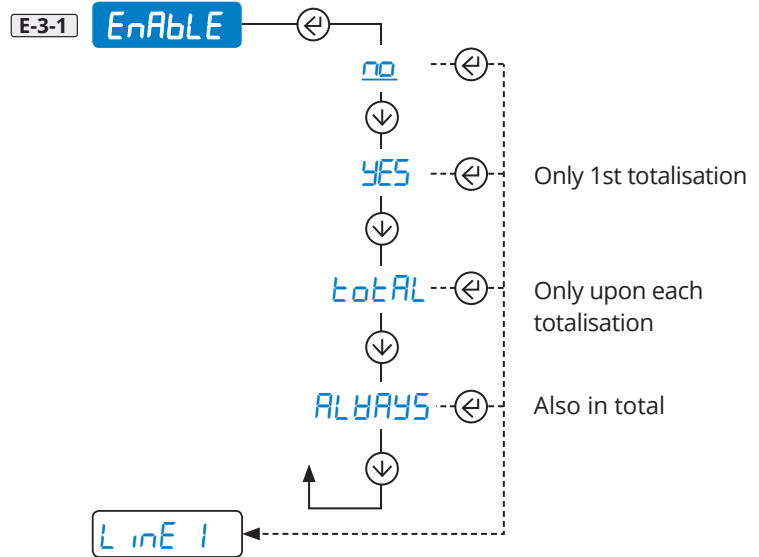 E-3-1 EnAbLE
no
YES Only 1st totalisation
totAL Only upon each
totalisation
ALWAYS Also in total
LinE 1